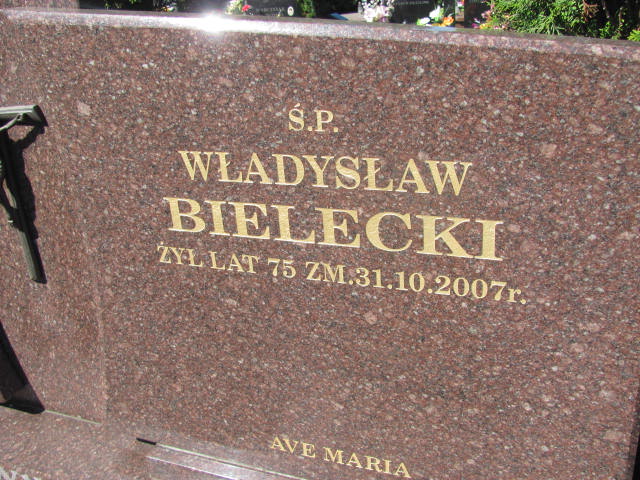 Ś.P.
WŁADYSŁAW
BIELECKI
ŻYŁ LAT 75 ZM.31.10.2007r.
AVE MARIA